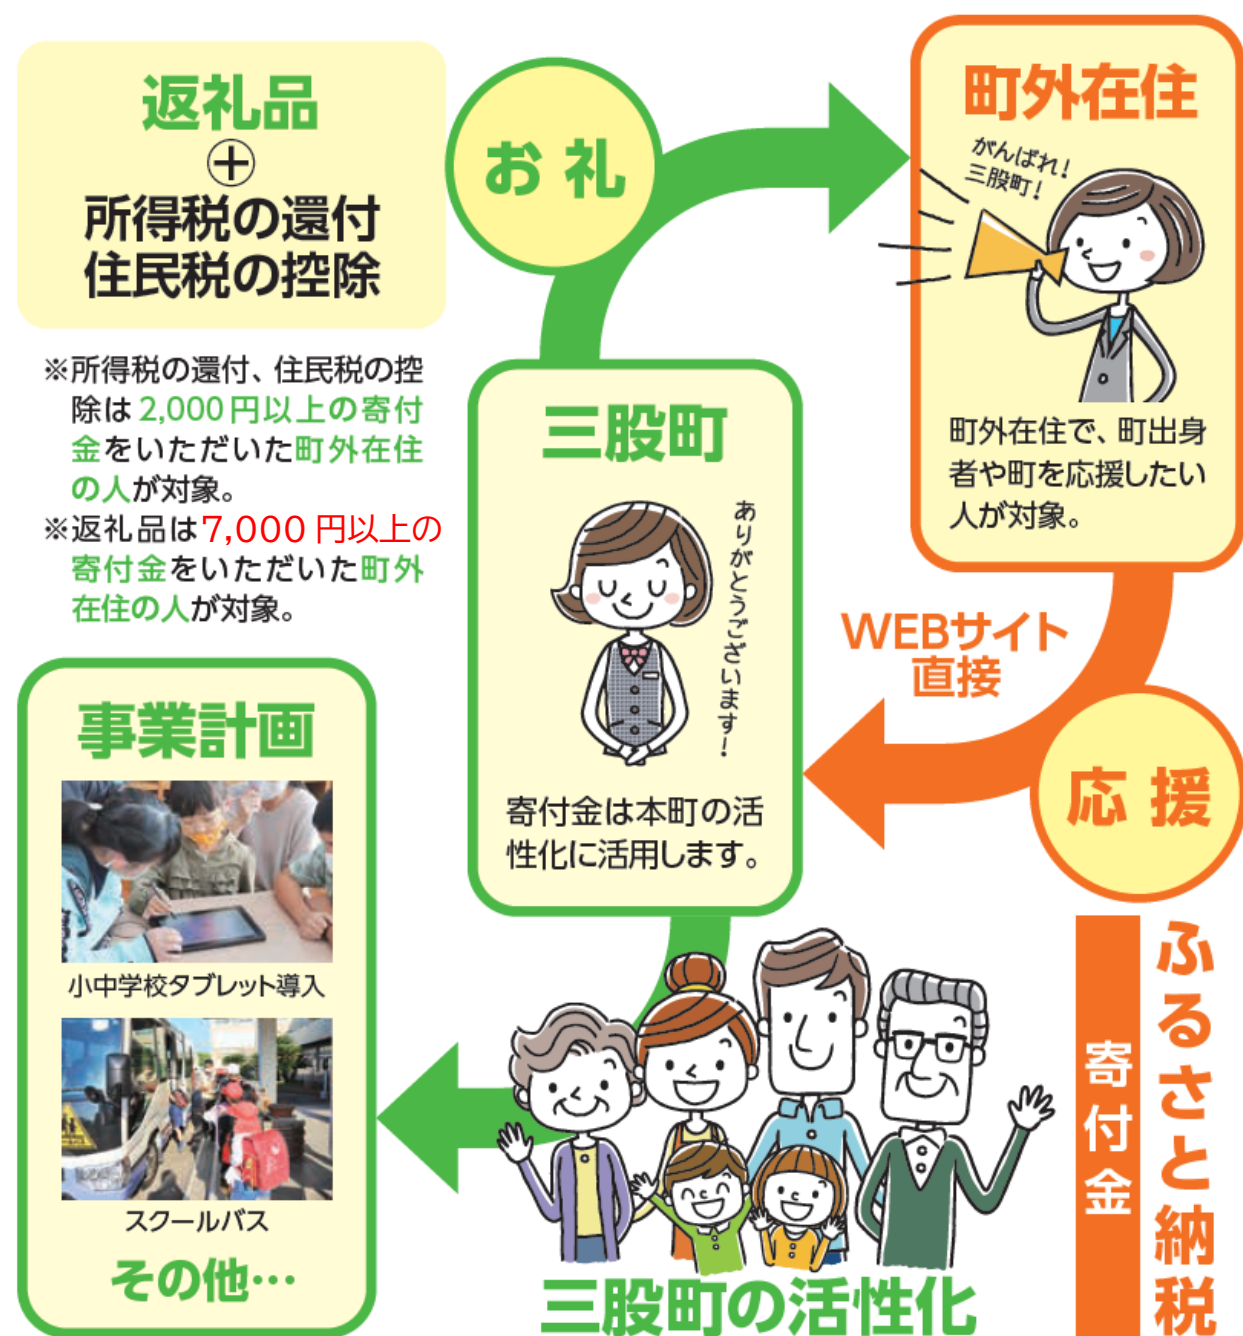 返礼品
＋
所得税の還付
住民税の控除
※所得税の還付、住民税の控
除は2,000円以上の寄付
金をいただいた町外在住
の人が対象。
※返礼品は7,000円以上の
寄付金をいただいた町外
在住の人が対象。
お礼
町外在住
がんばれ！
三股町！
町外在住で、町出身
者や町を応援したい
人が対象。
WEBサイト
直接
応援
ふるさと納税
寄付金
三股町
ありがとうございます！
寄付金は本町の活
性化に活用します。
三股町の活性化
事業計画
小中学校タブレット導入
スクールバス
その他…